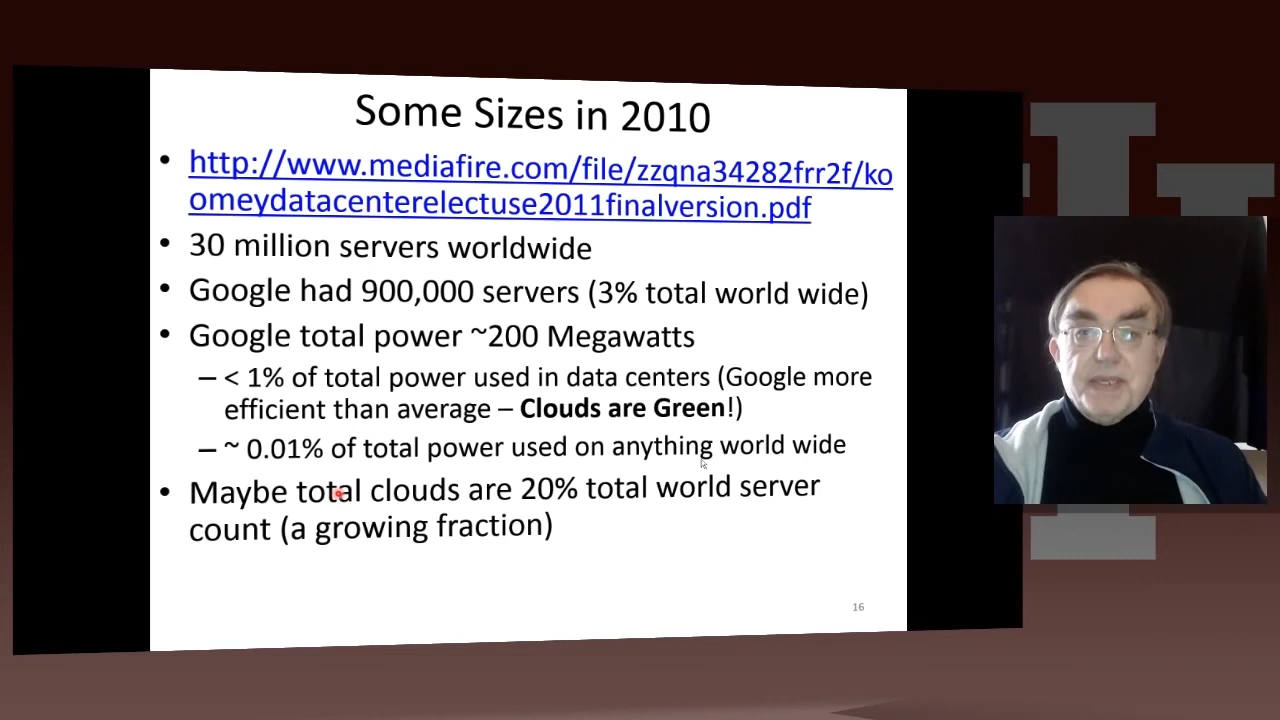 Some Sizes in 2010
• http://www.mediafire.com/file/zzqna34282frr2f/ko
omeydatacenterelectuse2011finalversion.pdf
• 30 million servers worldwide
• Google had 900,000 servers (3% total world wide)
• Google total power ~200 Megawatts
– < 1% of total power used in data centers (Google more
efficient than average – Clouds are Green!)
– ~ 0.01% of total power used on anything world wide
• Maybe total clouds are 20% total world server
count (a growing fraction)
16